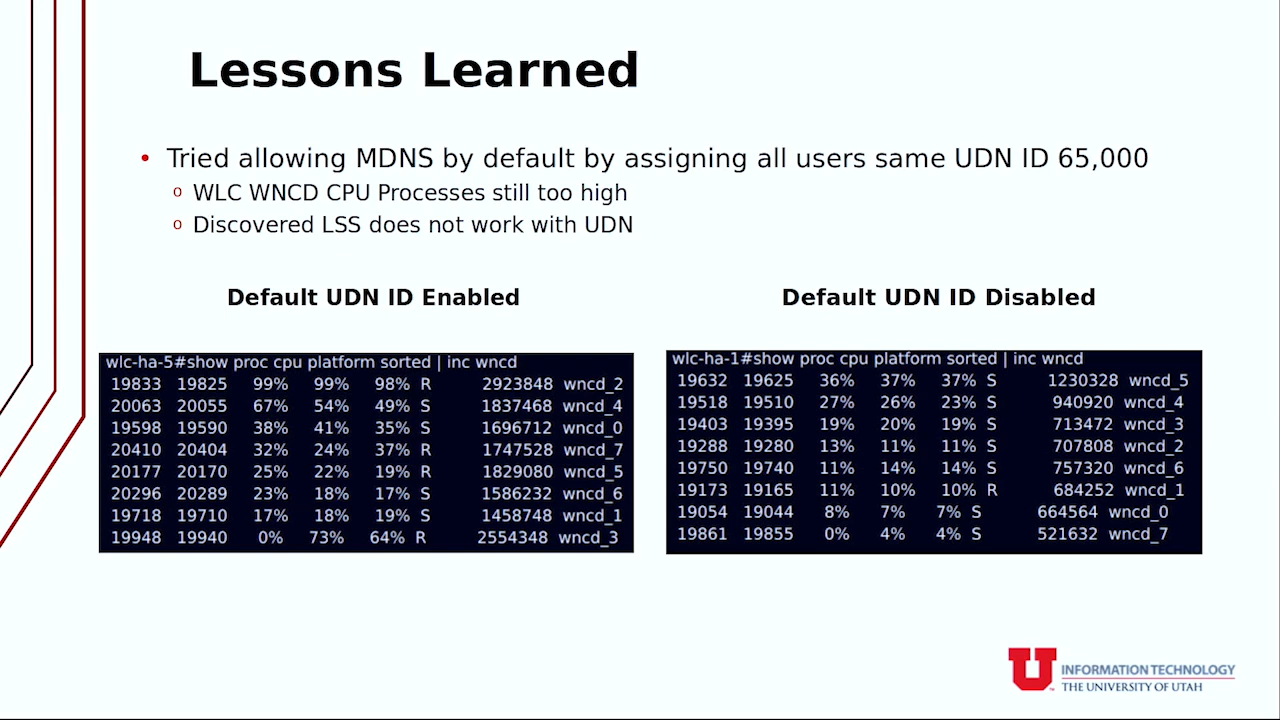 Lessons Learned
• Tried allowing MDNS by default by assigning all users same UDN ID 65,000
o WLC WNCD CPU Processes still too high
o Discovered LSS does not work with UDN
Default UDN ID Enabled
wlc-ha-5#show proc cpu platform sorted | inc wncd
19833 19825 99% 99% 98% R 2923848 wncd_2
20063 20055 67% 54% 49% S 1837468 wncd_4
19598 19590 38% 41% 35% S 1696712 wncd_0
20410 20404 32% 24% 37% R 1747528 wncd_7
20177 20170 25% 22% 19% R 1829080 wncd_5
20296 20289 23% 18% 17% S 1586232 wncd_6
19718 19710 17% 18% 19% S 1458748 wncd_1
19948 19940 0% 73% 64% R 2554348 wncd_3
Default UDN ID Disabled
wlc-ha-1#show proc cpu platform sorted | inc wncd
19632 19625 36% 37% 37% S 1230328 wncd_5
19518 19510 27% 26% 23% S 940920 wncd_4
19403 19395 19% 20% 19% S 713472 wncd_3
19288 19280 13% 11% 11% S 707808 wncd_2
19750 19740 11% 14% 14% S 757320 wncd_6
19173 19165 11% 10% 10% R 684252 wncd_1
19054 19044 8% 7% 7% S 664564 wncd_0
19861 19855 0% 4% 4% S 521632 wncd_7
U INFORMATION TECHNOLOGY
THE UNIVERSITY OF UTAH